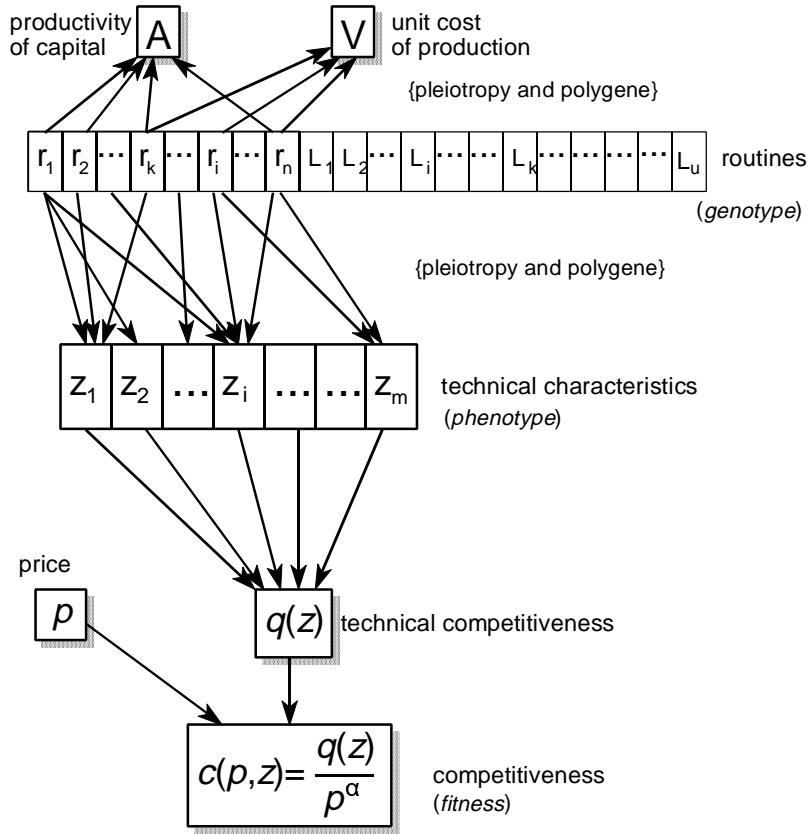 productivity
of capital
A
V
unit cost
of production
{pleiotropy and polygene}
r1 r2 ... rk ... ri ... rn L1 L2 ... Li ... ... Lk ... ... ... ... Lu
routines
(genotype)
{pleiotropy and polygene}
z1 z2 ... zi ... ... zm
technical characteristics
(phenotype)
price
p
q(z)
technical competitiveness
c(p,z)= q(z)/p^α
competitiveness
(fitness)